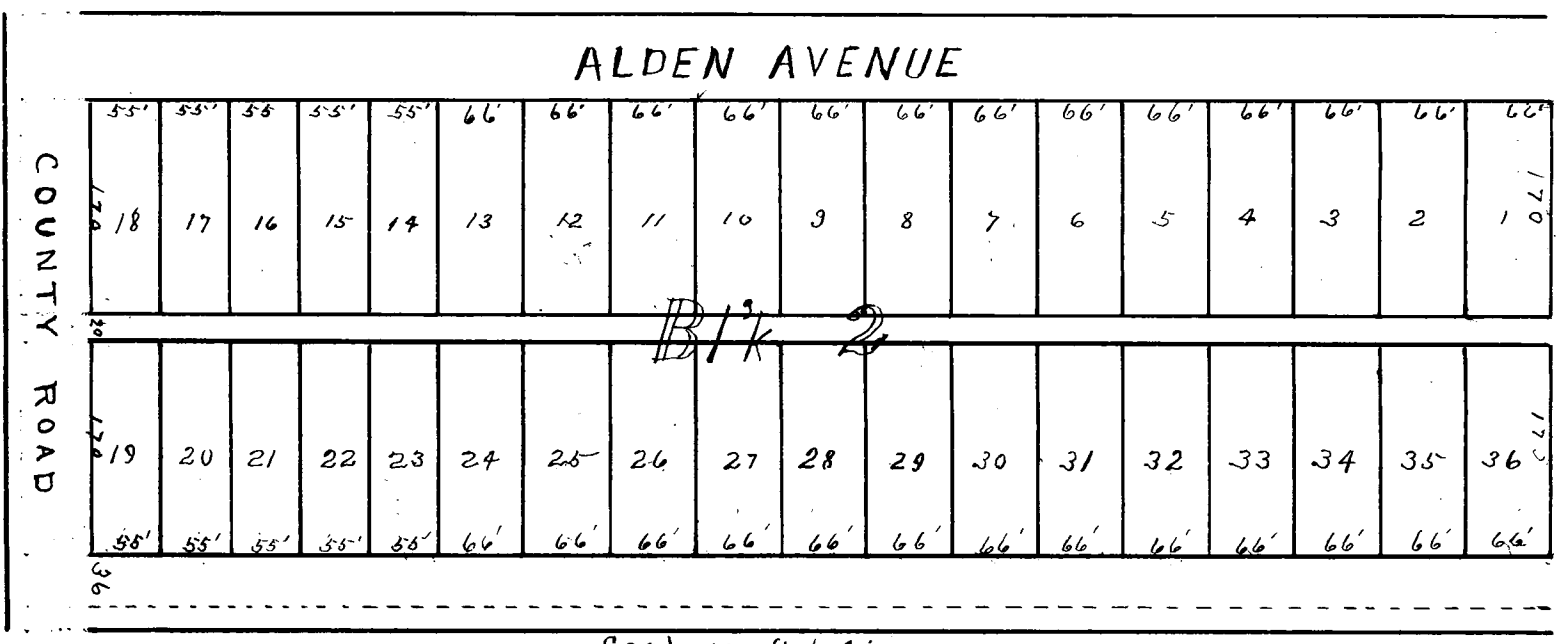 ALDEN AVENUE
55' 55' 55 55' 55' 66' 66' 66' 66' 66' 66' 66' 66' 66' 66' 66' 66' 66'
COUNTY ROAD
170 18 17 16 15 14 13 12 11 10 9 8 7 6 5 4 3 2 1 170
20
Blk 2
170 19 20 21 22 23 24 25 26 27 28 29 30 31 32 33 34 35 36
55' 55' 55' 55' 55' 66' 66' 66' 66' 66' 66' 66' 66' 66' 66' 66' 66' 66'
36